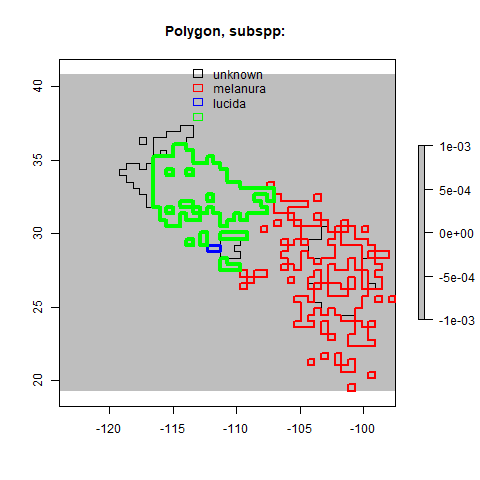 Polygon, subspp:
unknown
melanura
lucida
40
35
30
25
20
-120
-115
-110
-105
-100
1e-03
5e-04
0e+00
-5e-04
-1e-03